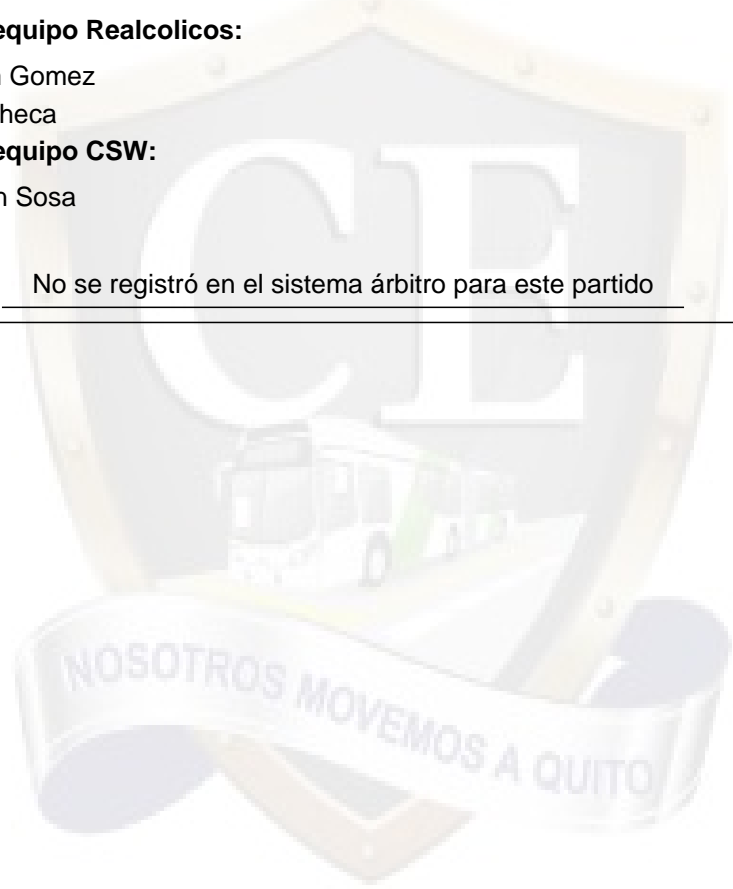 equipo Realcolicos:
Gomez
heca
equipo CSW:
Sosa
No se registró en el sistema árbitro para este partido
CE
NOSOTROS MOVEMOS A QUITO